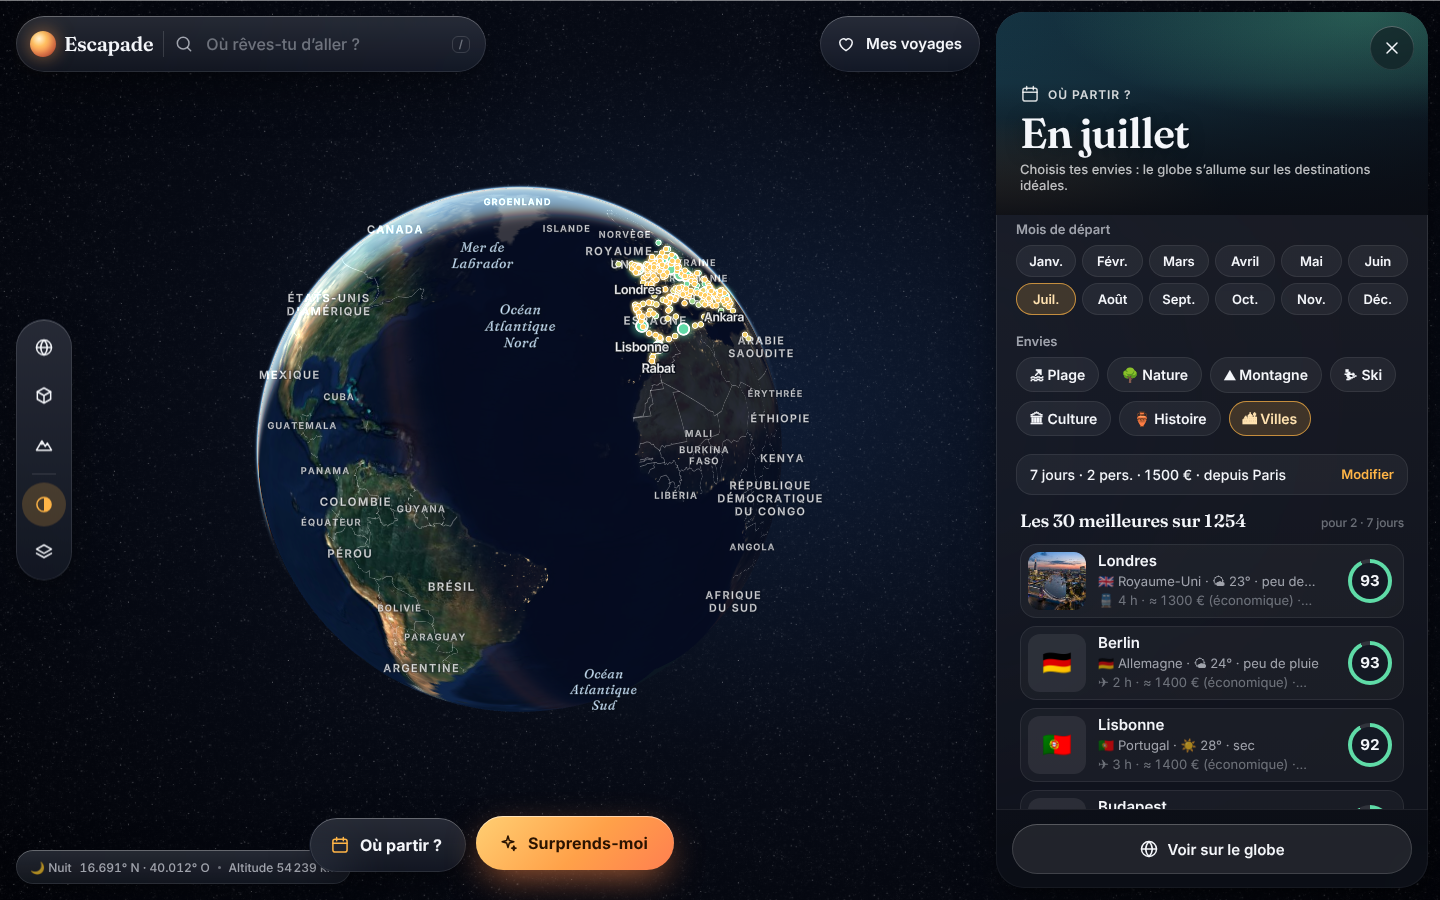 Escapade
Où rêves-tu d’aller ?
/
Mes voyages
OÙ PARTIR ?
En juillet
Choisis tes envies : le globe s’allume sur les destinations
idéales.
Mois de départ
Janv.
Févr.
Mars
Avril
Mai
Juin
Juil.
Août
Sept.
Oct.
Nov.
Déc.
Envies
Plage
Nature
Montagne
Ski
Culture
Histoire
Villes
7 jours · 2 pers. · 1500 € · depuis Paris
Modifier
Les 30 meilleures sur 1254
pour 2 · 7 jours
Londres
Royaume-Uni · 23° · peu de…
4 h · ≈ 1300 € (économique) ·…
93
Berlin
Allemagne · 24° · peu de pluie
2 h · ≈ 1400 € (économique) ·…
93
Lisbonne
Portugal · 28° · sec
3 h · ≈ 1400 € (économique) ·…
92
Budapest
Voir sur le globe
GROENLAND
CANADA
ISLANDE
NORVÈGE
Mer de
Labrador
ROYAUME-
ÉTATS-UNIS
D'AMÉRIQUE
Londres
Océan
Atlantique
Nord
ESPAGNE
Ankara
Lisbonne
ARABIE
SAOUDITE
Rabat
MEXIQUE
CUBA
ÉRYTHRÉE
GUATEMALA
ÉTHIOPIE
MALI
BURKINA
FASO
KENYA
PANAMA
COLOMBIE
GUYANA
LIBÉRIA
RÉPUBLIQUE
DÉMOCRATIQUE
DU CONGO
ÉQUATEUR
PÉROU
ANGOLA
BRÉSIL
BOLIVIE
AFRIQUE
DU SUD
PARAGUAY
ARGENTINE
Océan
Atlantique
Sud
Où partir ?
Surprends-moi
Nuit 16.691° N · 40.012° O • Altitude 54 239